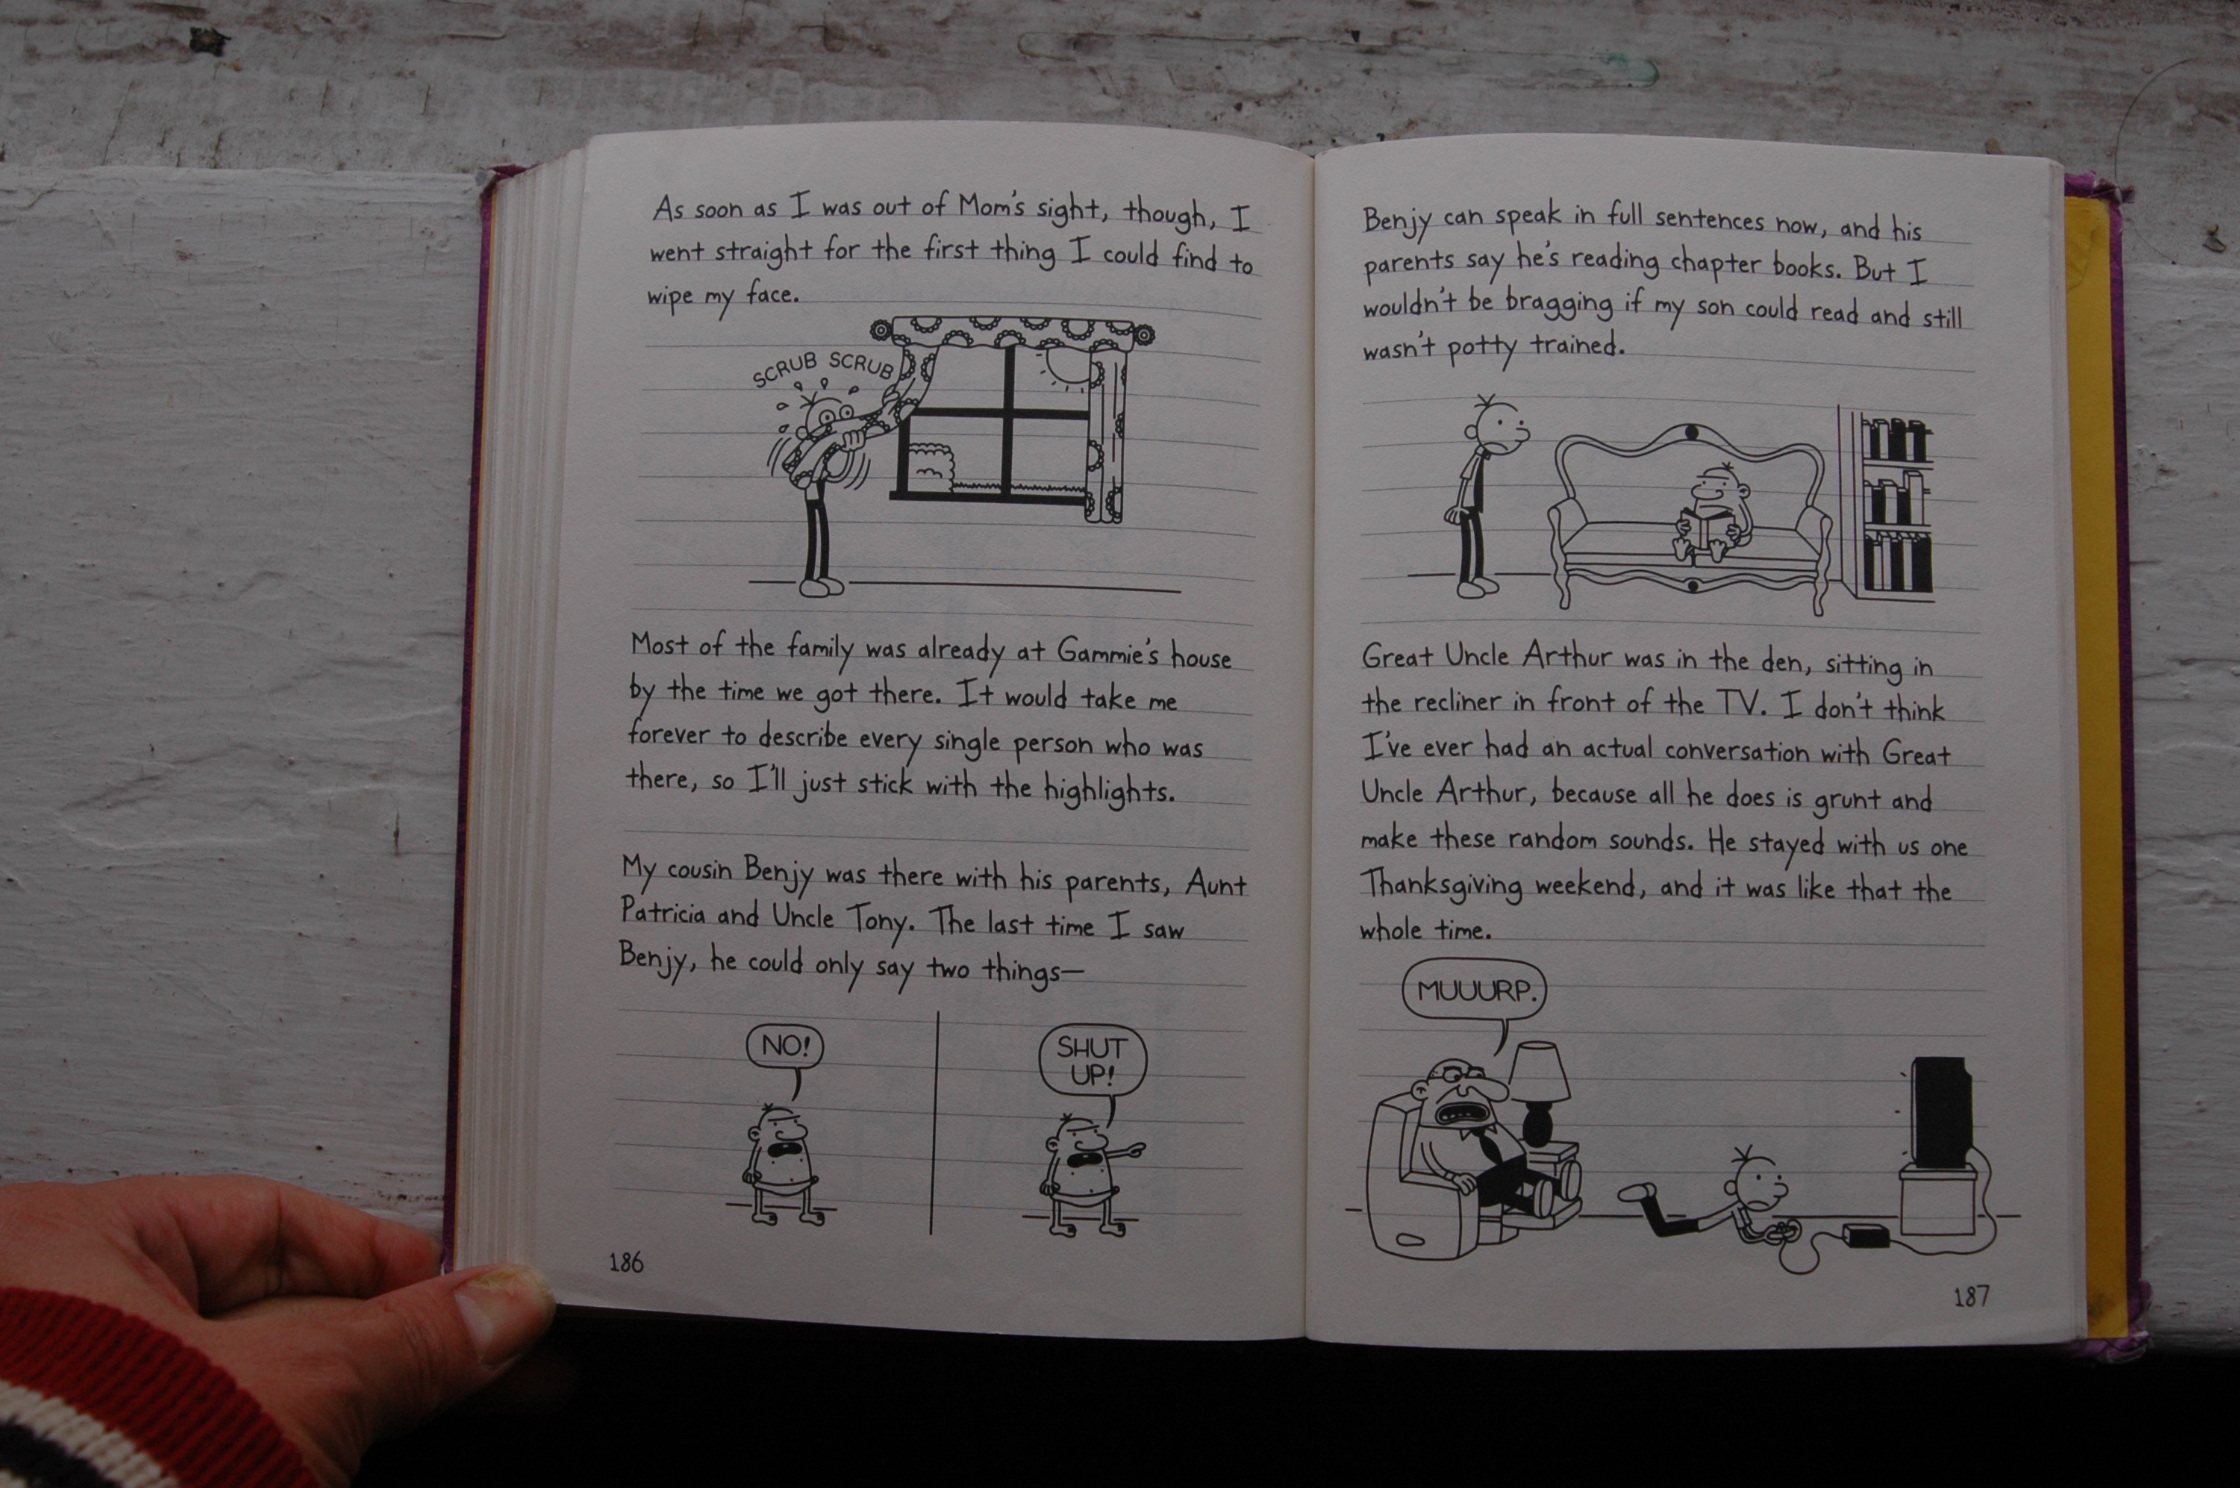 As soon as I was out of Mom's sight, though, I
went straight for the first thing I could find to
wipe my face.
SCRUB SCRUB
Most of the family was already at Gammie's house
by the time we got there. It would take me
forever to describe every single person who was
there, so I'll just stick with the highlights.
My cousin Benjy was there with his parents, Aunt
Patricia and Uncle Tony. The last time I saw
Benjy, he could only say two things—
NO!
SHUT
UP!
186
Benjy can speak in full sentences now, and his
parents say he's reading chapter books. But I
wouldn't be bragging if my son could read and still
wasn't potty trained.
Great Uncle Arthur was in the den, sitting in
the recliner in front of the TV. I don't think
I've ever had an actual conversation with Great
Uncle Arthur, because all he does is grunt and
make these random sounds. He stayed with us one
Thanksgiving weekend, and it was like that the
whole time.
MUUURP.
187